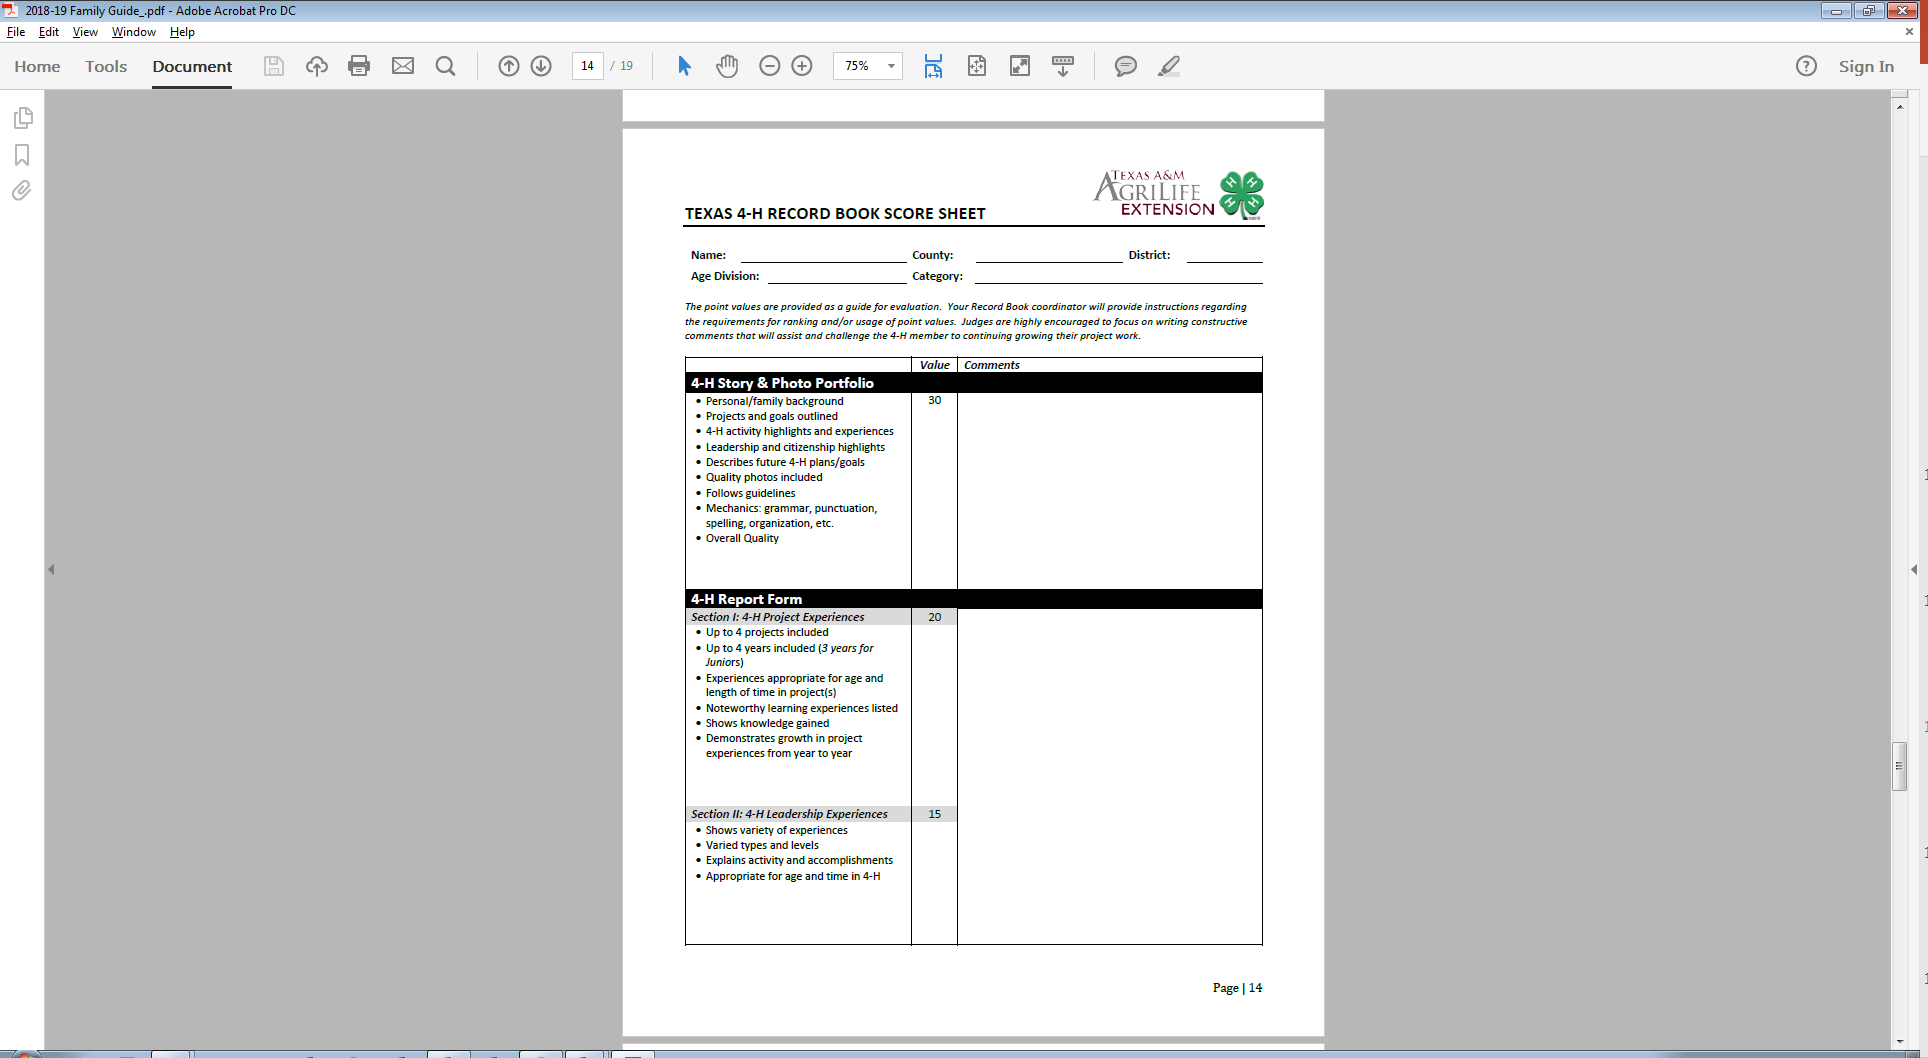 2018-19 Family Guide_.pdf - Adobe Acrobat Pro DC
File Edit View Window Help
Home Tools Document 14 / 19 75% Sign In
TEXAS A&M
AGRILIFE
EXTENSION
TEXAS 4-H RECORD BOOK SCORE SHEET
Name: County: District:
Age Division: Category:
The point values are provided as a guide for evaluation. Your Record Book coordinator will provide instructions regarding
the requirements for ranking and/or usage of point values. Judges are highly encouraged to focus on writing constructive
comments that will assist and challenge the 4-H member to continuing growing their project work.
Value Comments
4-H Story & Photo Portfolio
• Personal/family background 30
• Projects and goals outlined
• 4-H activity highlights and experiences
• Leadership and citizenship highlights
• Describes future 4-H plans/goals
• Quality photos included
• Follows guidelines
• Mechanics: grammar, punctuation,
spelling, organization, etc.
• Overall Quality
4-H Report Form
Section I: 4-H Project Experiences 20
• Up to 4 projects included
• Up to 4 years included (3 years for
Juniors)
• Experiences appropriate for age and
length of time in project(s)
• Noteworthy learning experiences listed
• Shows knowledge gained
• Demonstrates growth in project
experiences from year to year
Section II: 4-H Leadership Experiences 15
• Shows variety of experiences
• Varied types and levels
• Explains activity and accomplishments
• Appropriate for age and time in 4-H
Page | 14